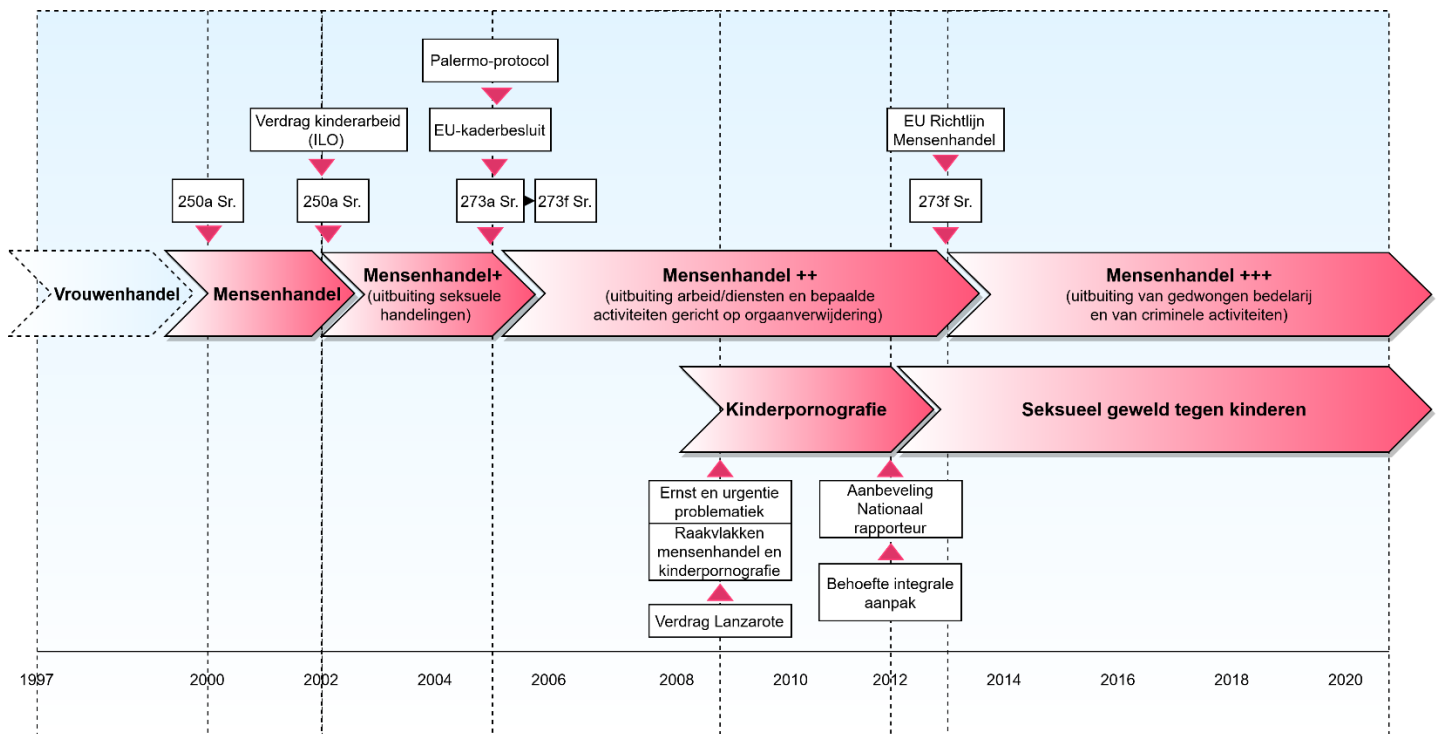 Palermo-protocol
Verdrag kinderarbeid
(ILO)
EU-kaderbesluit
EU Richtlijn
Mensenhandel
250a Sr.
250a Sr.
273a Sr.
273f Sr.
273f Sr.
Vrouwenhandel
Mensenhandel
Mensenhandel+
(uitbuiting seksuele
handelingen)
Mensenhandel ++
(uitbuiting arbeid/diensten en bepaalde
activiteiten gericht op orgaanverwijdering)
Mensenhandel +++
(uitbuiting van gedwongen bedelarij
en van criminele activiteiten)
Kinderpornografie
Seksueel geweld tegen kinderen
Ernst en urgentie
problematiek
Raakvlakken
mensenhandel en
kinderpornografie
Verdrag Lanzarote
Aanbeveling
Nationaal
rapporteur
Behoefte integrale
aanpak
1997
2000
2002
2004
2006
2008
2010
2012
2014
2016
2018
2020